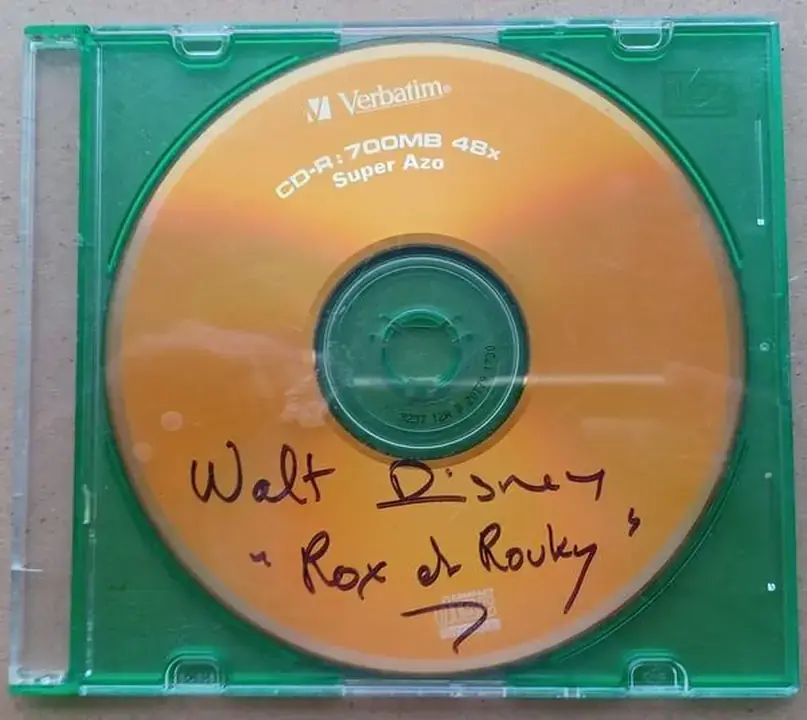 Verbatim®
CD-R : 700MB 48x
Super Azo
Walt Disney
"Rox et Rouky"